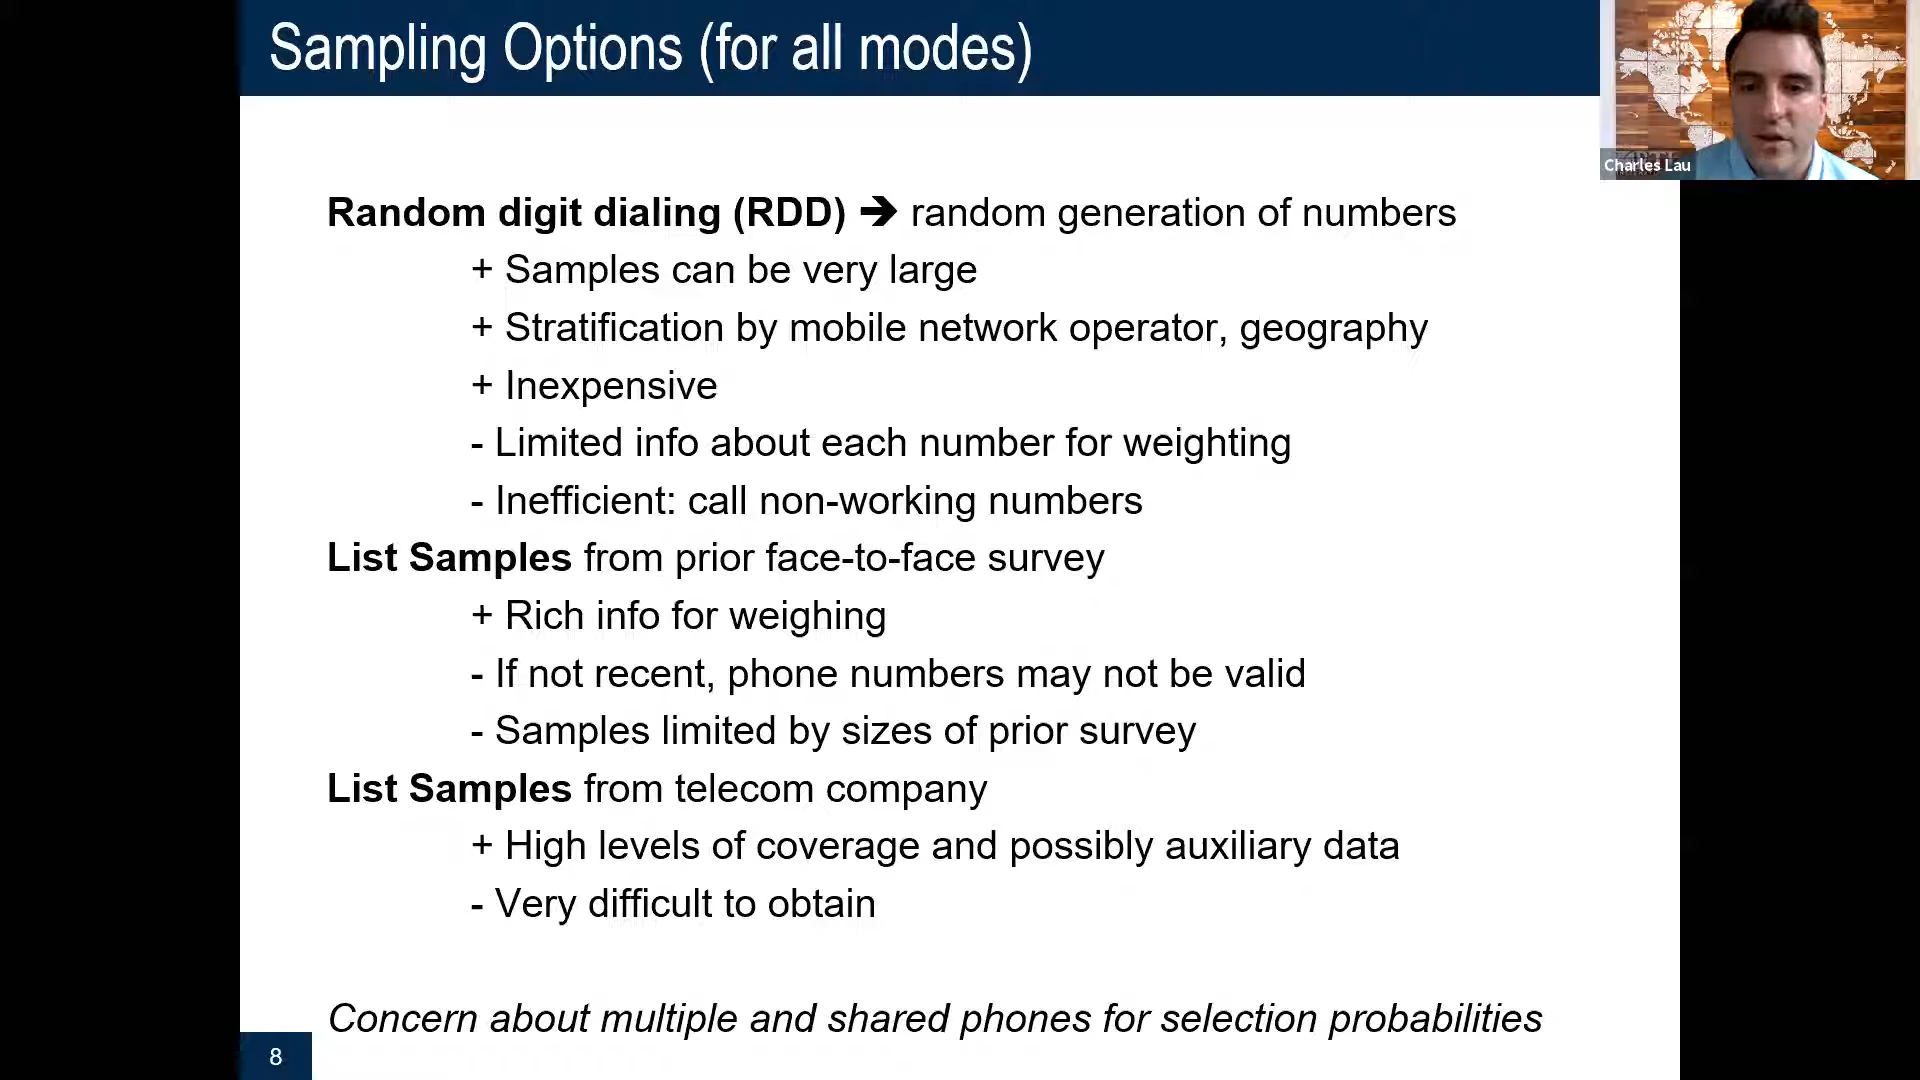 Sampling Options (for all modes)
Charles Lau
Random digit dialing (RDD) ➔ random generation of numbers
+ Samples can be very large
+ Stratification by mobile network operator, geography
+ Inexpensive
- Limited info about each number for weighting
- Inefficient: call non-working numbers
List Samples from prior face-to-face survey
+ Rich info for weighing
- If not recent, phone numbers may not be valid
- Samples limited by sizes of prior survey
List Samples from telecom company
+ High levels of coverage and possibly auxiliary data
- Very difficult to obtain
Concern about multiple and shared phones for selection probabilities
8